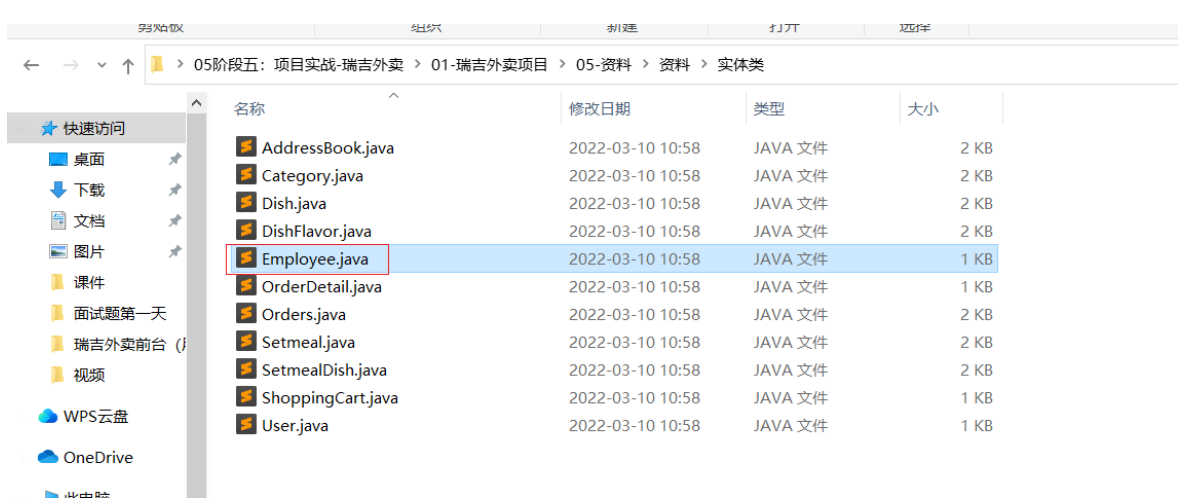 剪贴板 组织 新建 打开 选择
05阶段五：项目实战-瑞吉外卖 > 01-瑞吉外卖项目 > 05-资料 > 资料 > 实体类
名称 修改日期 类型 大小
快速访问
桌面
下载
文档
图片
课件
面试题第一天
瑞吉外卖前台
视频
WPS云盘
OneDrive
此电脑
AddressBook.java 2022-03-10 10:58 JAVA 文件 2 KB
Category.java 2022-03-10 10:58 JAVA 文件 2 KB
Dish.java 2022-03-10 10:58 JAVA 文件 2 KB
DishFlavor.java 2022-03-10 10:58 JAVA 文件 2 KB
Employee.java 2022-03-10 10:58 JAVA 文件 1 KB
OrderDetail.java 2022-03-10 10:58 JAVA 文件 1 KB
Orders.java 2022-03-10 10:58 JAVA 文件 2 KB
Setmeal.java 2022-03-10 10:58 JAVA 文件 2 KB
SetmealDish.java 2022-03-10 10:58 JAVA 文件 2 KB
ShoppingCart.java 2022-03-10 10:58 JAVA 文件 1 KB
User.java 2022-03-10 10:58 JAVA 文件 1 KB